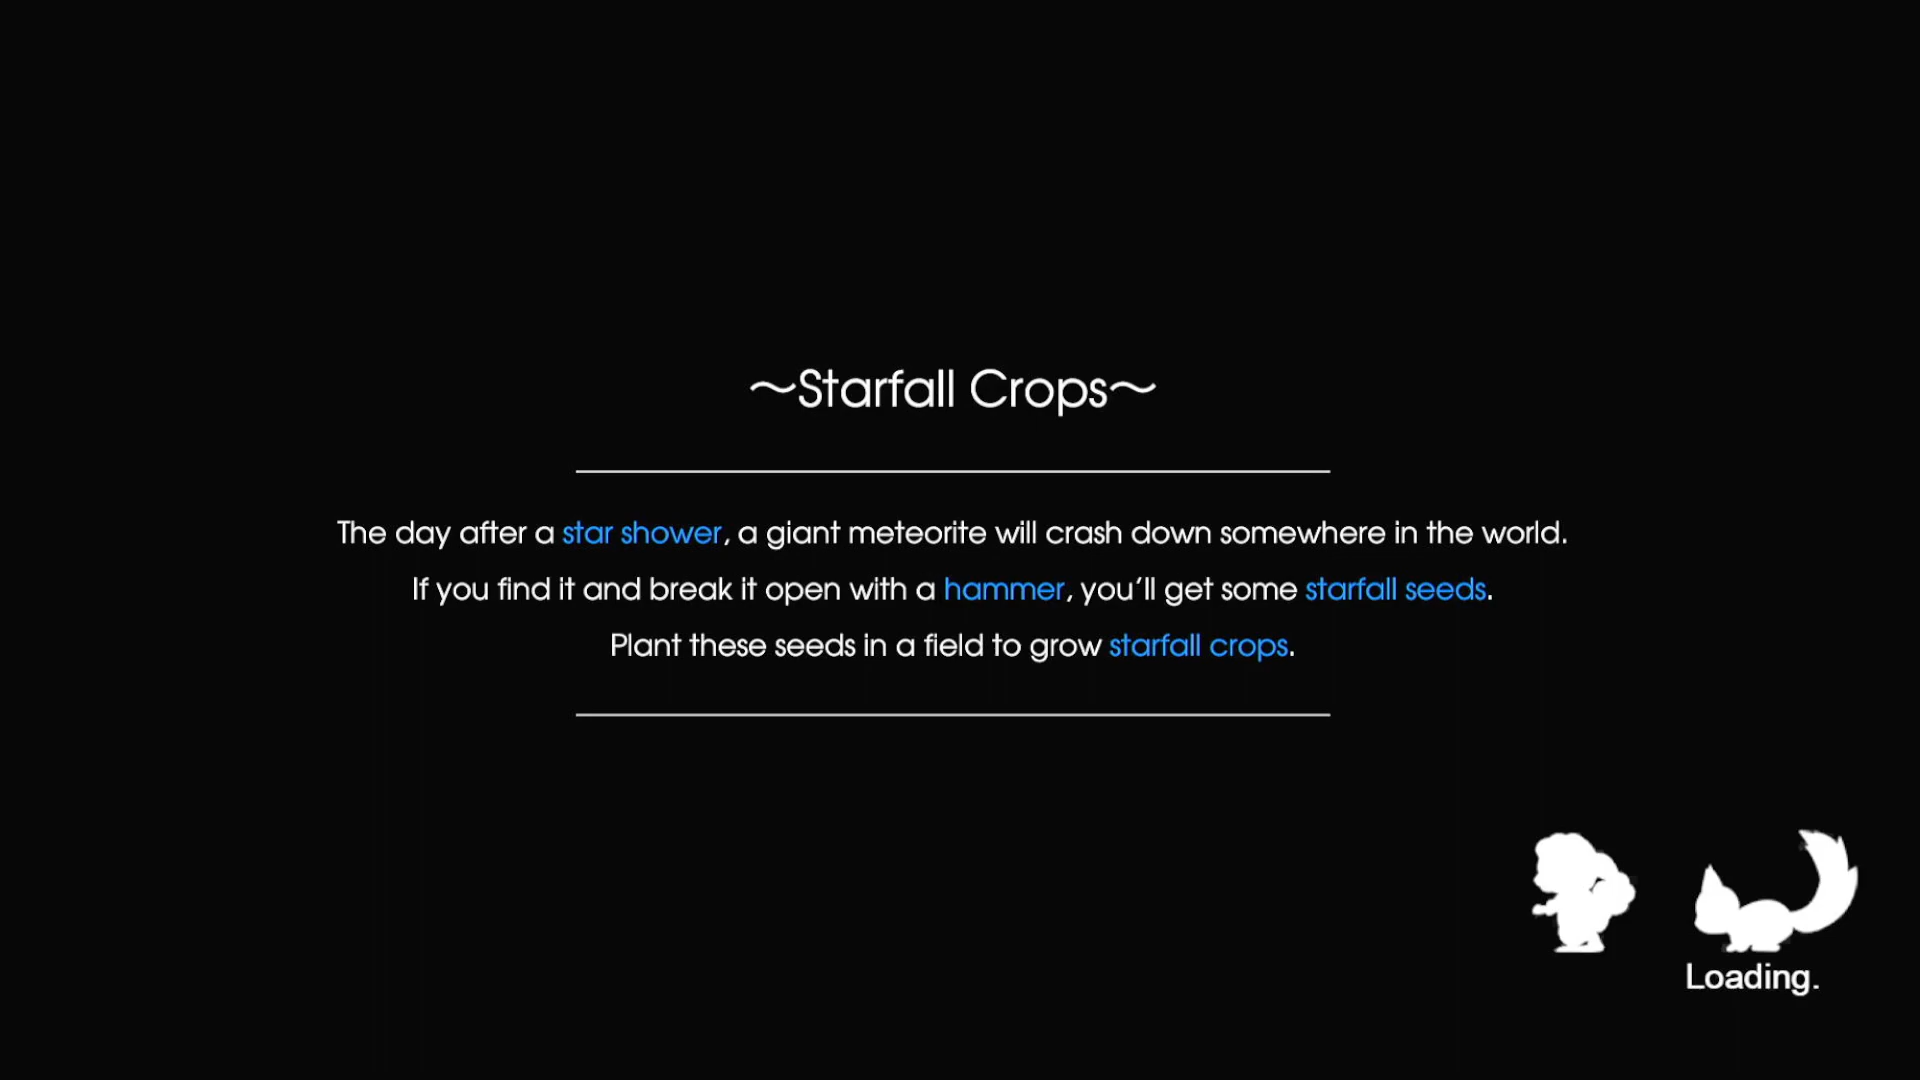 ～Starfall Crops～
The day after a star shower, a giant meteorite will crash down somewhere in the world.
If you find it and break it open with a hammer, you’ll get some starfall seeds.
Plant these seeds in a field to grow starfall crops.
Loading.